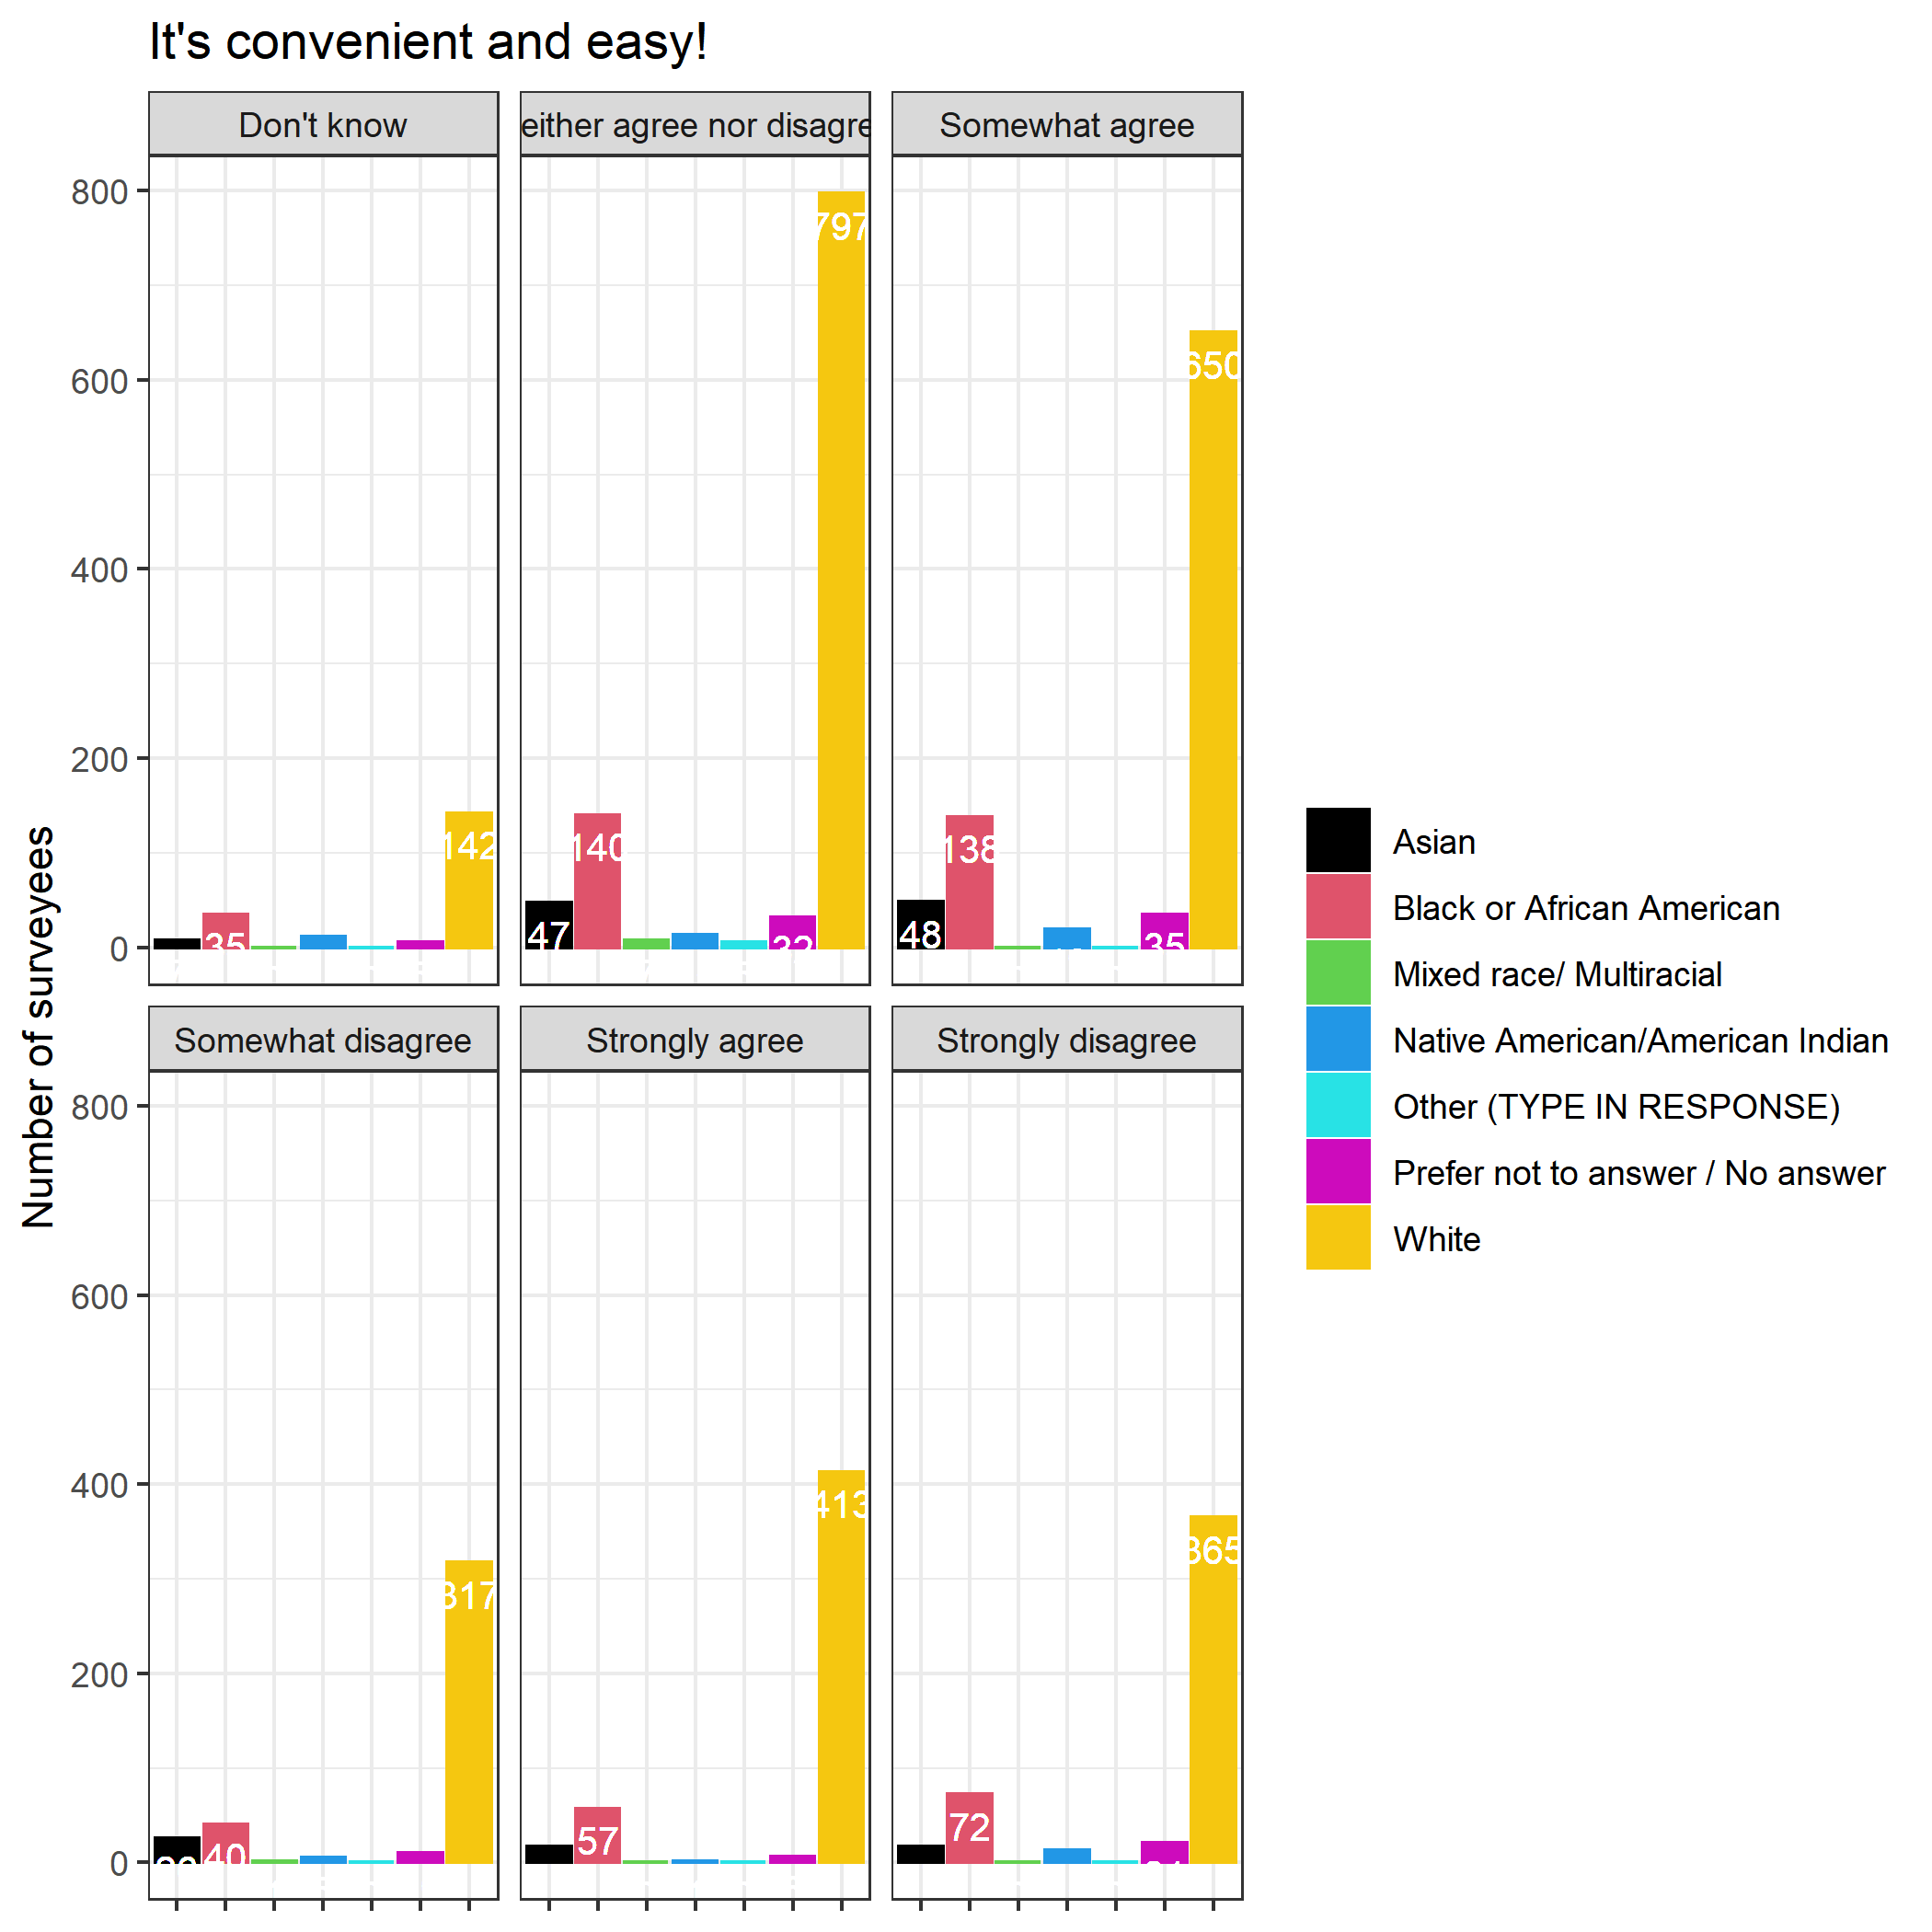 It's convenient and easy!
Don't know
either agree nor disagre
Somewhat agree
800
600
400
200
0
35
142
47
140
32
797
48
138
35
650
Somewhat disagree
Strongly agree
Strongly disagree
800
600
400
200
0
40
317
57
413
72
365
Number of surveyees
Asian
Black or African American
Mixed race/ Multiracial
Native American/American Indian
Other (TYPE IN RESPONSE)
Prefer not to answer / No answer
White